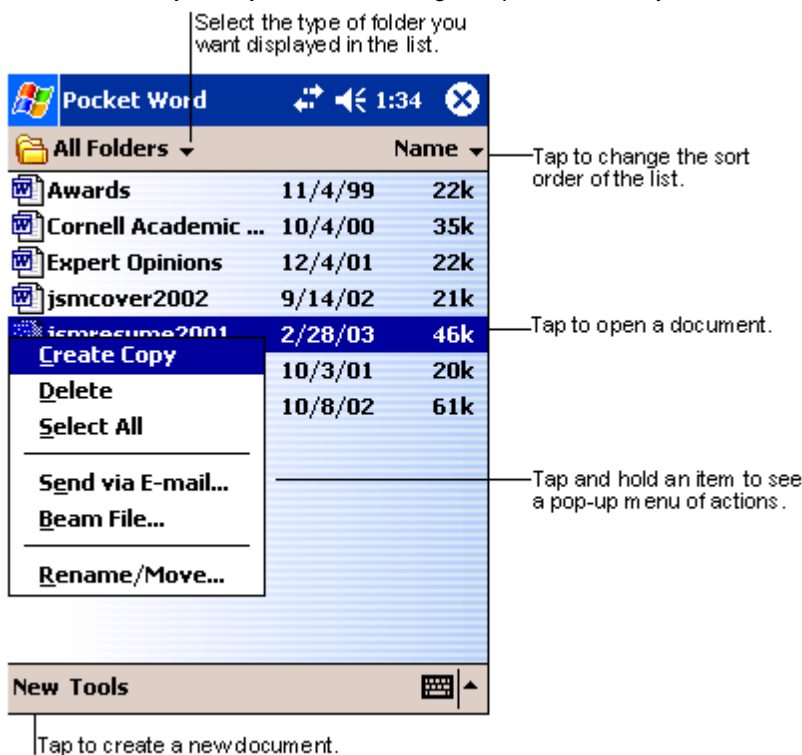 Select the type of folder you
want displayed in the list.
Pocket Word 1:34
All Folders Name
Tap to change the sort
order of the list.
Awards 11/4/99 22k
Cornell Academic ... 10/4/00 35k
Expert Opinions 12/4/01 22k
jsmcover2002 9/14/02 21k
jsmresume2001 2/28/03 46k
Tap to open a document.
Create Copy
10/3/01 20k
Delete
10/8/02 61k
Select All
Send via E-mail...
Tap and hold an item to see
a pop-up menu of actions.
Beam File...
Rename/Move...
New Tools
Tap to create a new document.